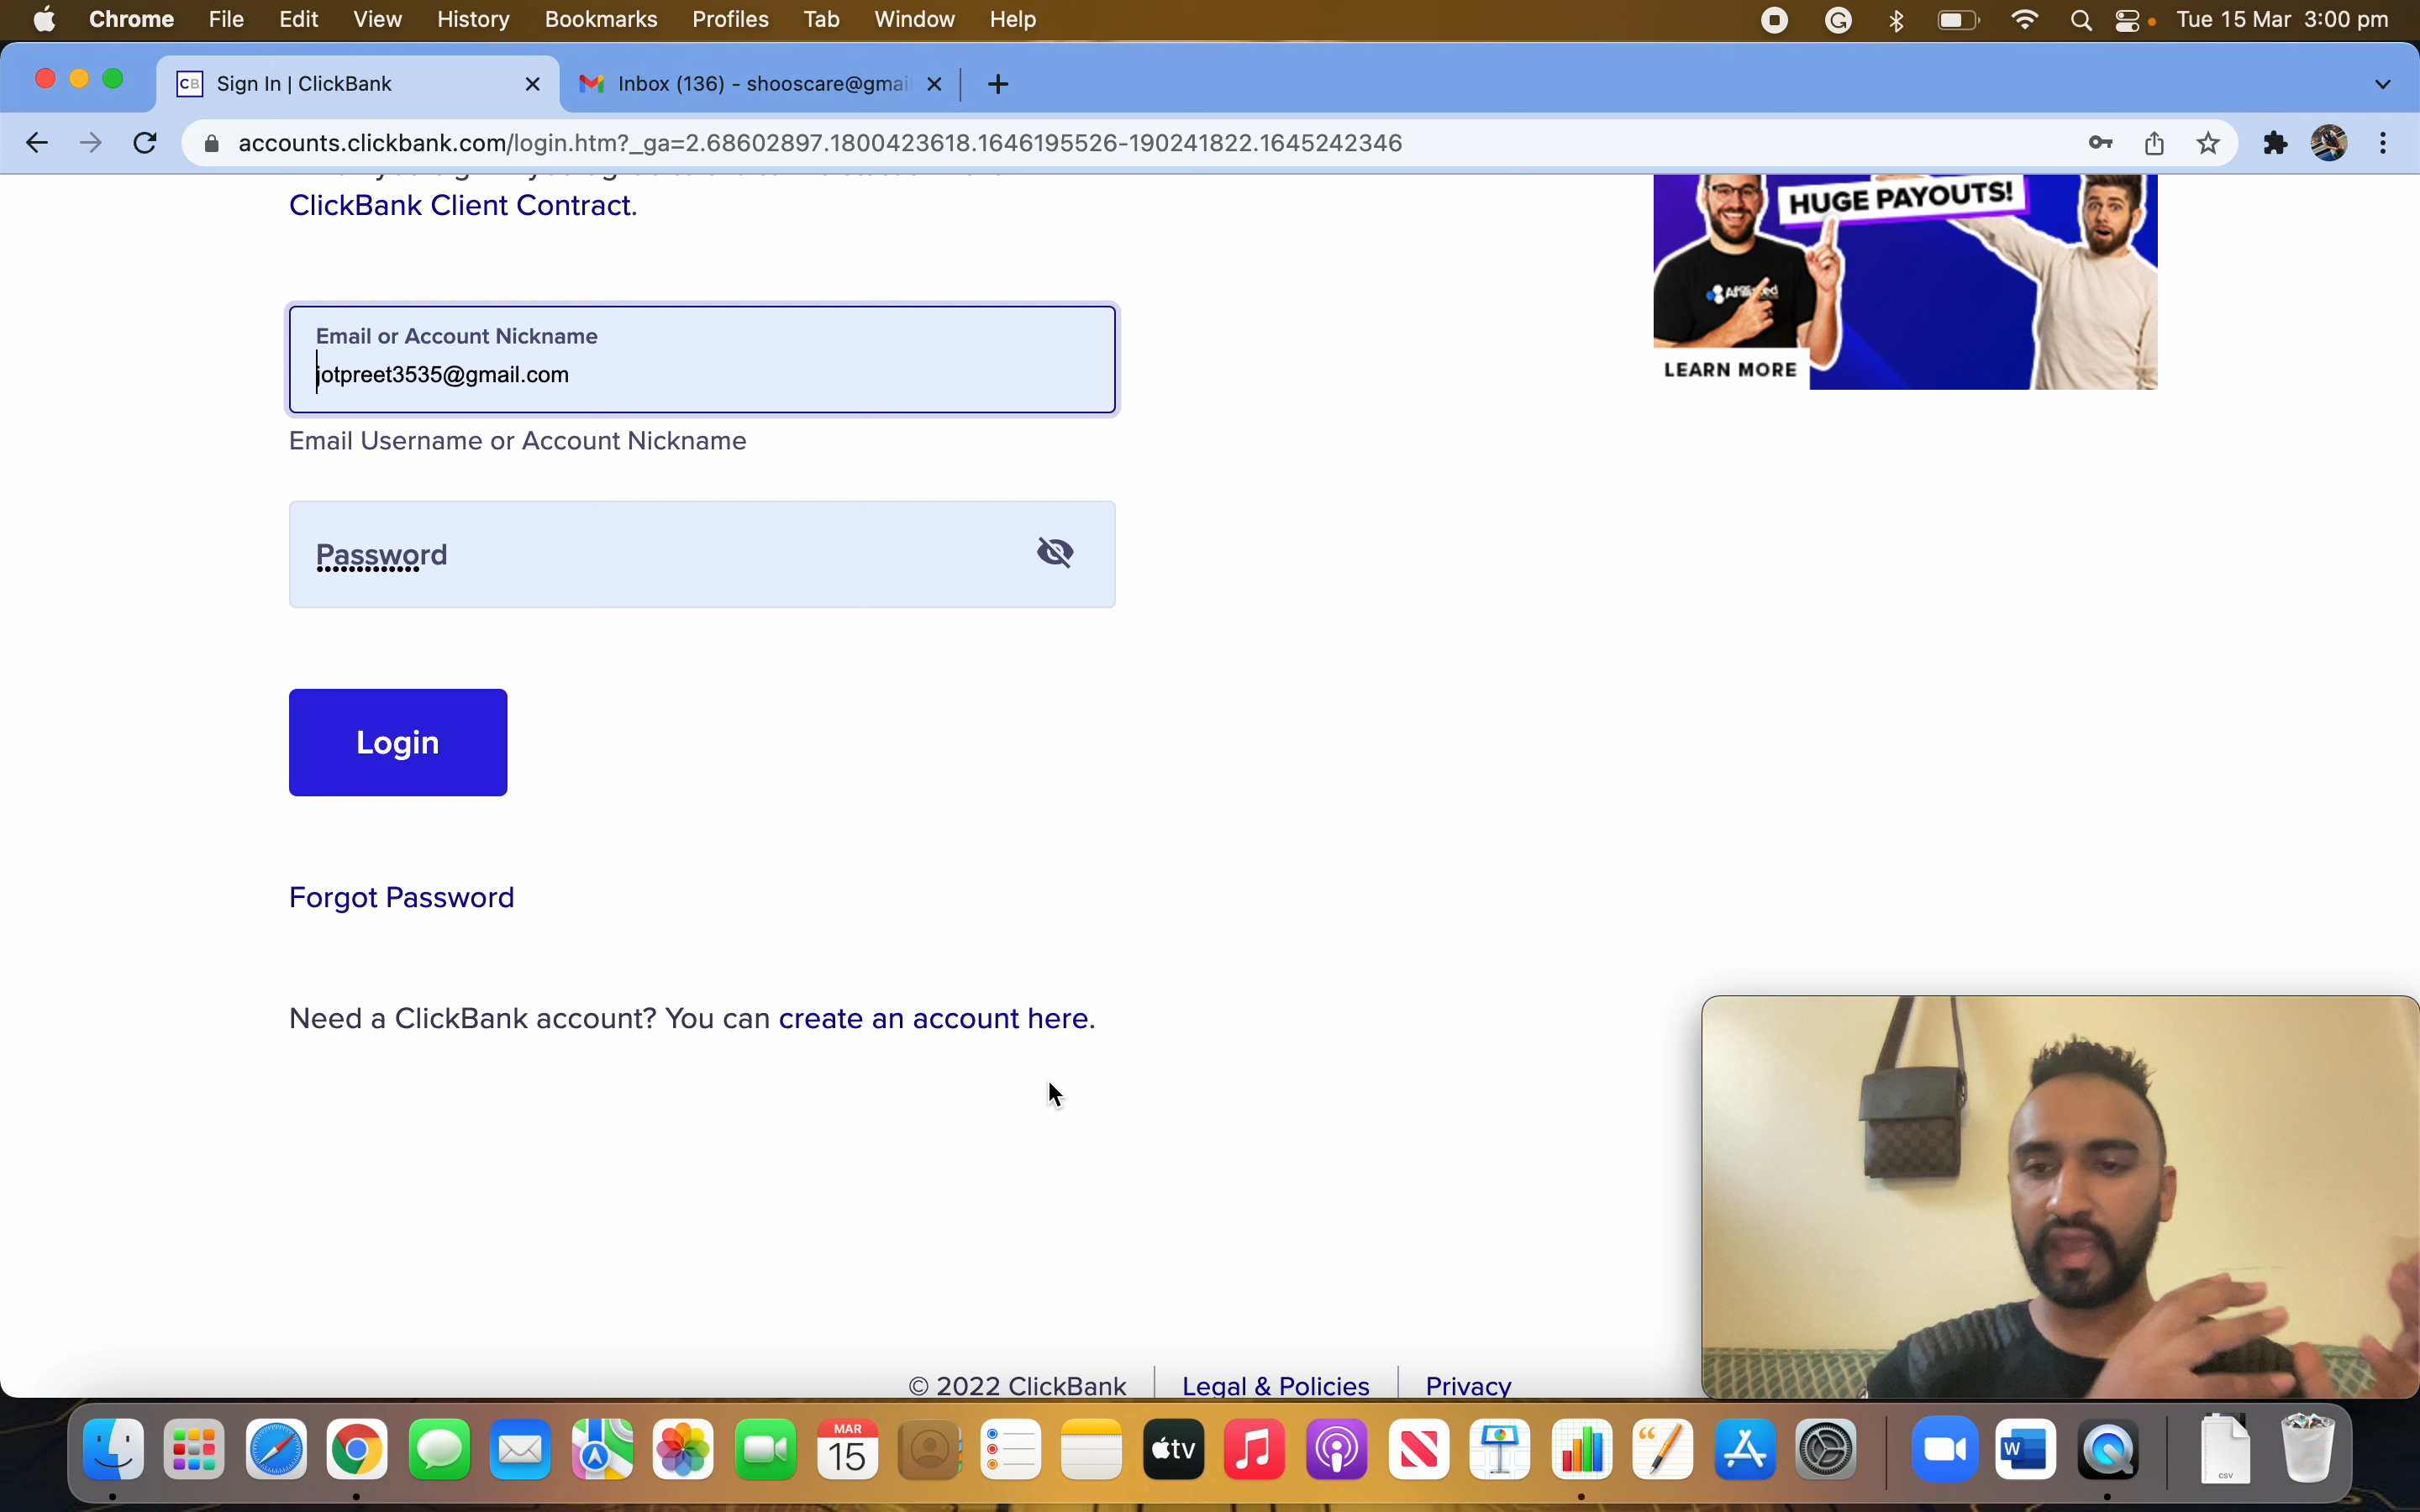 Chrome File Edit View History Bookmarks Profiles Tab Window Help Tue 15 Mar 3:00 pm
CB Sign In | ClickBank Inbox (136) - shooscare@gmai
accounts.clickbank.com/login.htm?_ga=2.68602897.1800423618.1646195526-190241822.1645242346
ClickBank Client Contract.
HUGE PAYOUTS!
LEARN MORE
Email or Account Nickname
jotpreet3535@gmail.com
Email Username or Account Nickname
Password
Login
Forgot Password
Need a ClickBank account? You can create an account here.
© 2022 ClickBank Legal & Policies Privacy
MAR
15
tv
W
CSV